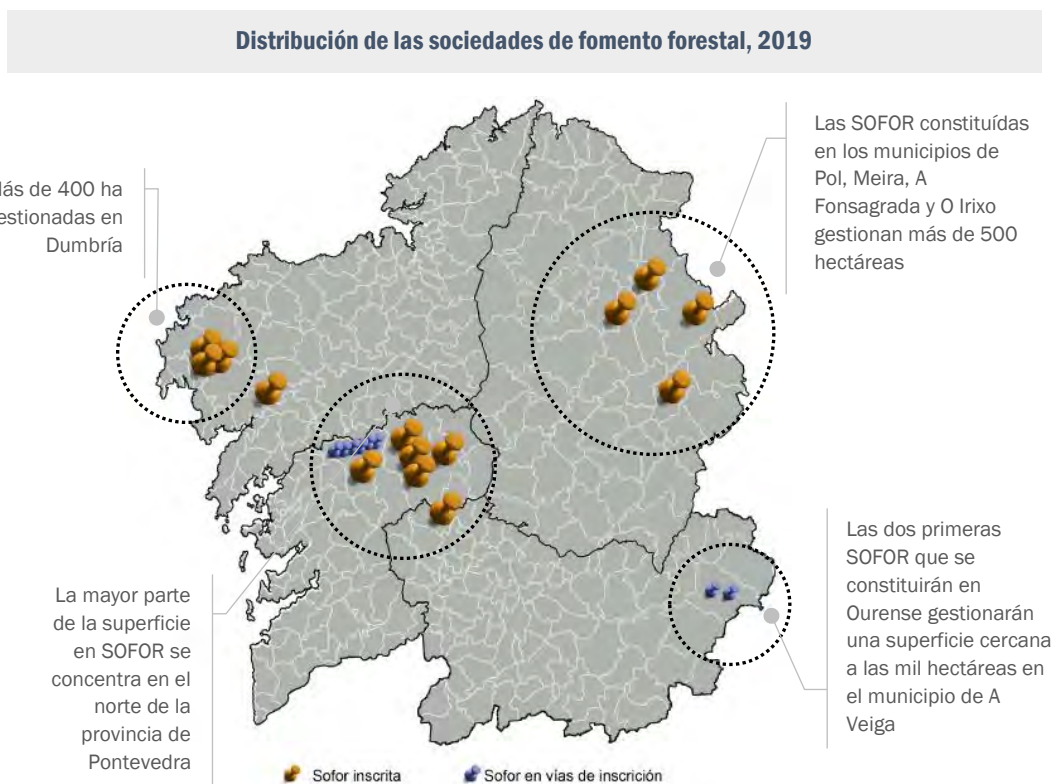 Distribución de las sociedades de fomento forestal, 2019
Las SOFOR constituídas
en los municipios de
Pol, Meira, A
Fonsagrada y O Irixo
gestionan más de 500
hectáreas
de 400 ha
en
Dumbría
La mayor parte
de la superficie
en SOFOR se
concentra en el
norte de la
provincia de
Pontevedra
Las dos primeras
SOFOR que se
constituirán en
Ourense gestionarán
una superficie cercana
a las mil hectáreas en
el municipio de A
Veiga
Sofor inscrita
Sofor en vías de inscrición